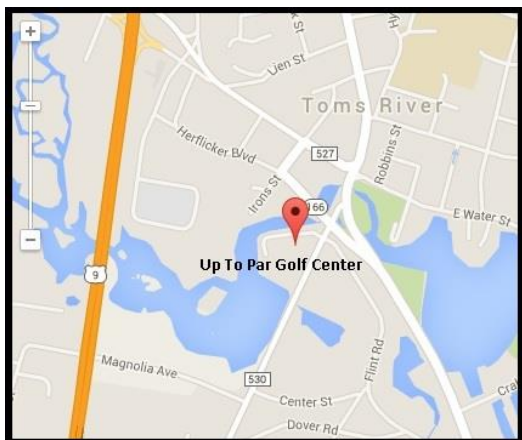 Lien St
Toms River
Herflicker Blvd
527
Robbins St
Irons St
166
E Water St
Up To Par Golf Center
9
Magnolia Ave
530
Flint Rd
Center St
Dover Rd